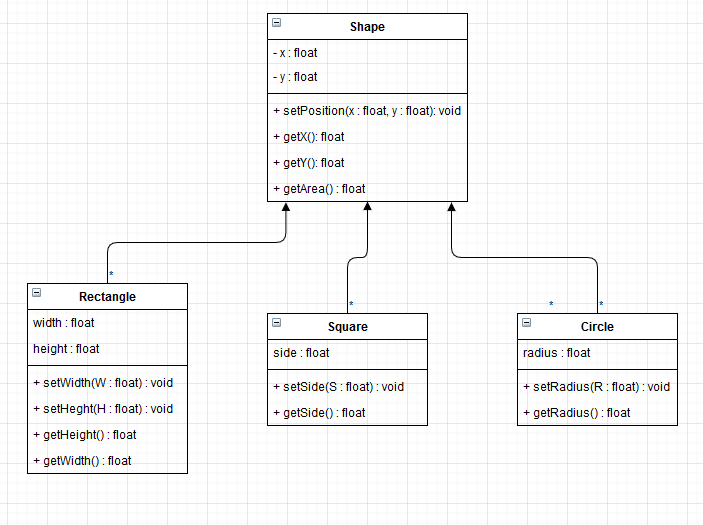 Shape
- x : float
- y : float
+ setPosition(x : float, y : float): void
+ getX(): float
+ getY(): float
+ getArea() : float
*
*
*
*
Rectangle
width : float
height : float
+ setWidth(W : float) : void
+ setHeght(H : float) : void
+ getHeight() : float
+ getWidth() : float
Square
side : float
+ setSide(S : float) : void
+ getSide() : float
Circle
radius : float
+ setRadius(R : float) : void
+ getRadius() : float